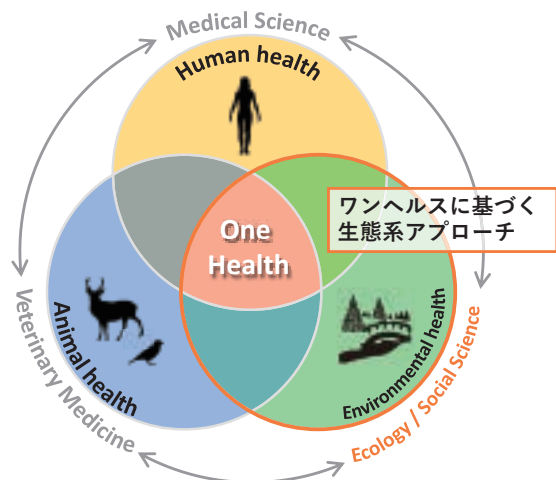 Medical Science
Human health
ワンヘルスに基づく
生態系アプローチ
One
Health
Animal health
Environmental health
Veterinary Medicine
Ecology / Social Science